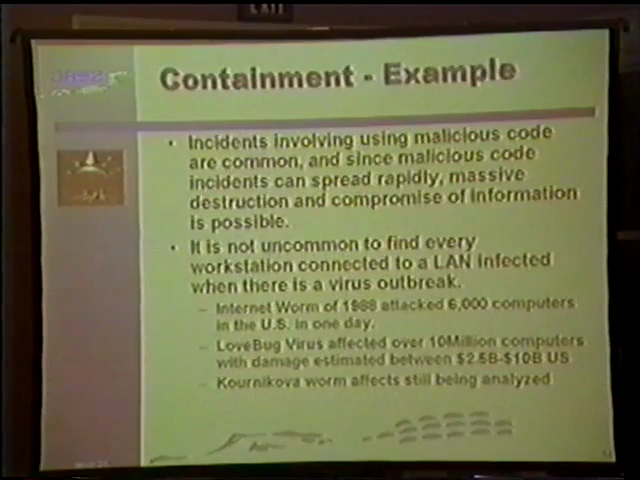 EXIT
Containment - Example
• Incidents involving using malicious code
are common, and since malicious code
incidents can spread rapidly, massive
destruction and compromise of information
is possible.
• It is not uncommon to find every
workstation connected to a LAN infected
when there is a virus outbreak.
– Internet Worm of 1988 attacked 6,000 computers
in the U.S. in one day.
– LoveBug Virus affected over 10Million computers
with damage estimated between $2.5B-$10B US
– Kournikova worm affects still being analyzed